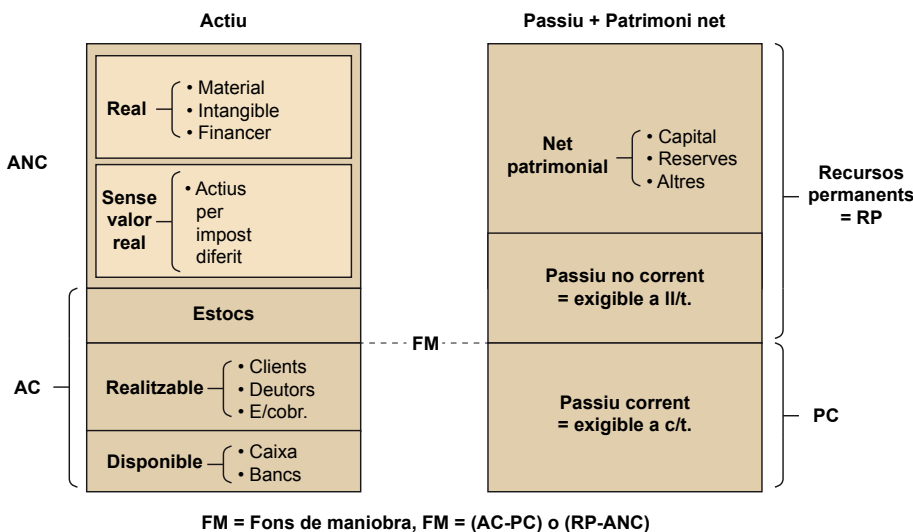 Actiu
Passiu + Patrimoni net
ANC
Real
• Material
• Intangible
• Financer
Sense
valor
real
• Actius
per
impost
diferit
AC
Estocs
Realitzable
• Clients
• Deutors
• E/cobr.
Disponible
• Caixa
• Bancs
FM
Net
patrimonial
• Capital
• Reserves
• Altres
Passiu no corrent
= exigible a ll/t.
Passiu corrent
= exigible a c/t.
Recursos
permanents
= RP
PC
FM = Fons de maniobra, FM = (AC-PC) o (RP-ANC)